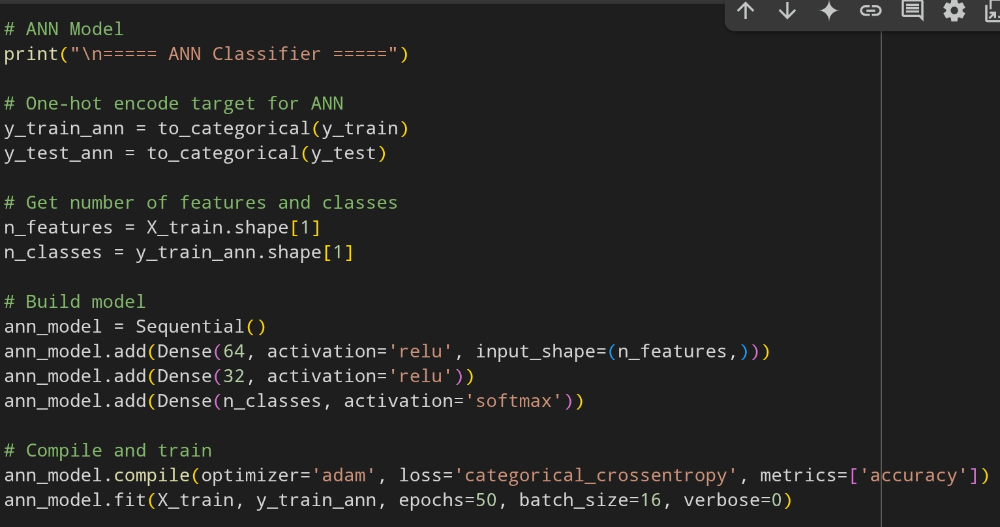 # ANN Model
print("\n===== ANN Classifier =====")
# One-hot encode target for ANN
y_train_ann = to_categorical(y_train)
y_test_ann = to_categorical(y_test)
# Get number of features and classes
n_features = X_train.shape[1]
n_classes = y_train_ann.shape[1]
# Build model
ann_model = Sequential()
ann_model.add(Dense(64, activation='relu', input_shape=(n_features,)))
ann_model.add(Dense(32, activation='relu'))
ann_model.add(Dense(n_classes, activation='softmax'))
# Compile and train
ann_model.compile(optimizer='adam', loss='categorical_crossentropy', metrics=['accuracy'])
ann_model.fit(X_train, y_train_ann, epochs=50, batch_size=16, verbose=0)